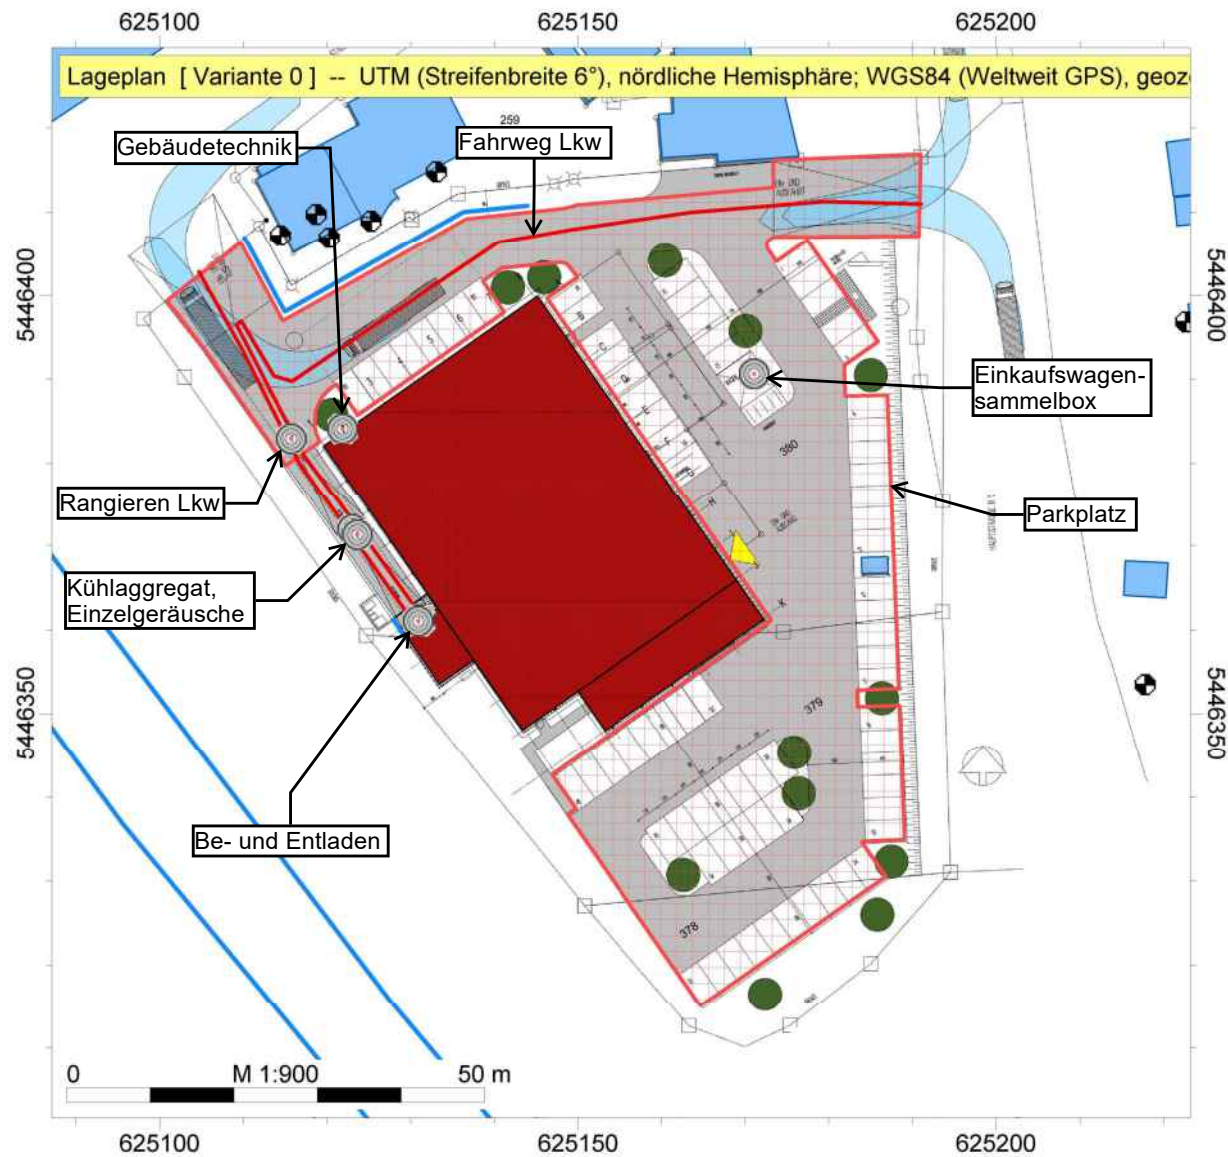 625100
625150
625200
Lageplan [ Variante 0 ] -- UTM (Streifenbreite 6°), nördliche Hemisphäre; WGS84 (Weltweit GPS), geoz
259
Gebäudetechnik
Fahrweg Lkw
5446400
5446400
Einkaufswagen-
sammelbox
380
Rangieren Lkw
Parkplatz
Kühlaggregat,
Einzelgeräusche
5446350
5446350
379
Be- und Entladen
378
0 M 1:900 50 m
625100
625150
625200